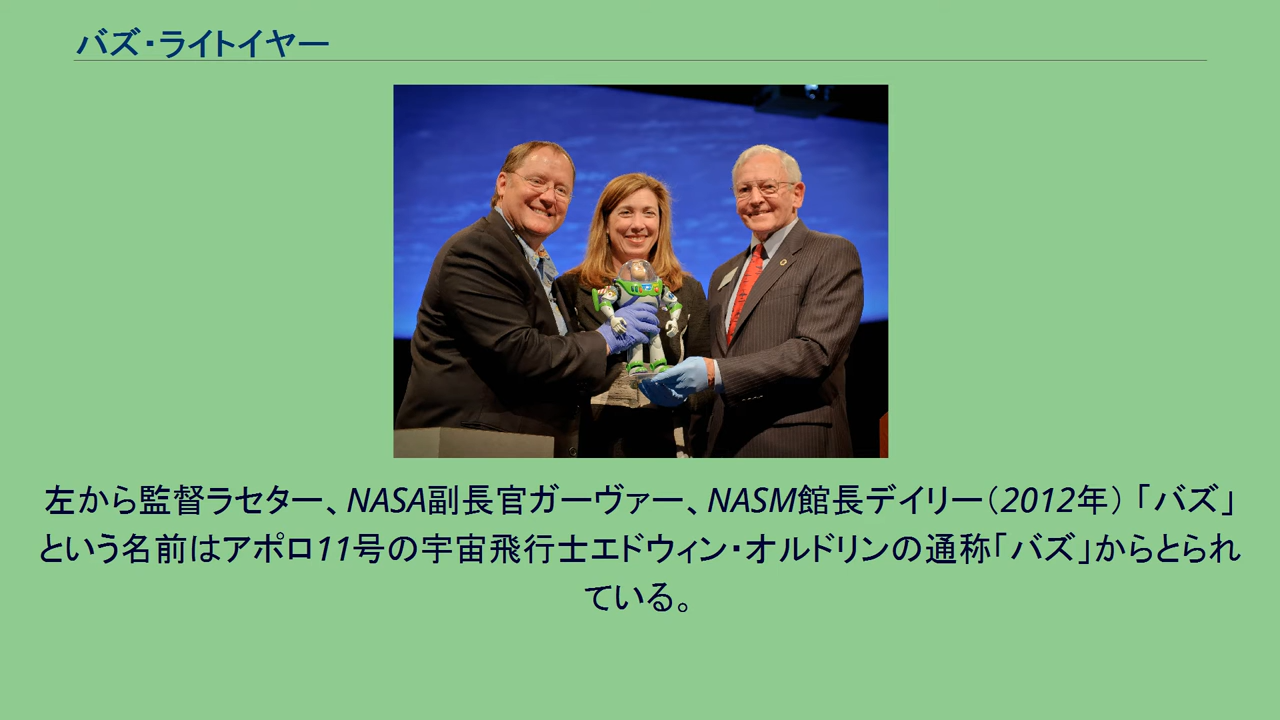 バズ・ライトイヤー
左から監督ラセター、NASA副長官ガーヴァー、NASM館長デイリー（2012年）「バズ」
という名前はアポロ11号の宇宙飛行士エドウィン・オルドリンの通称「バズ」からとられ
ている。